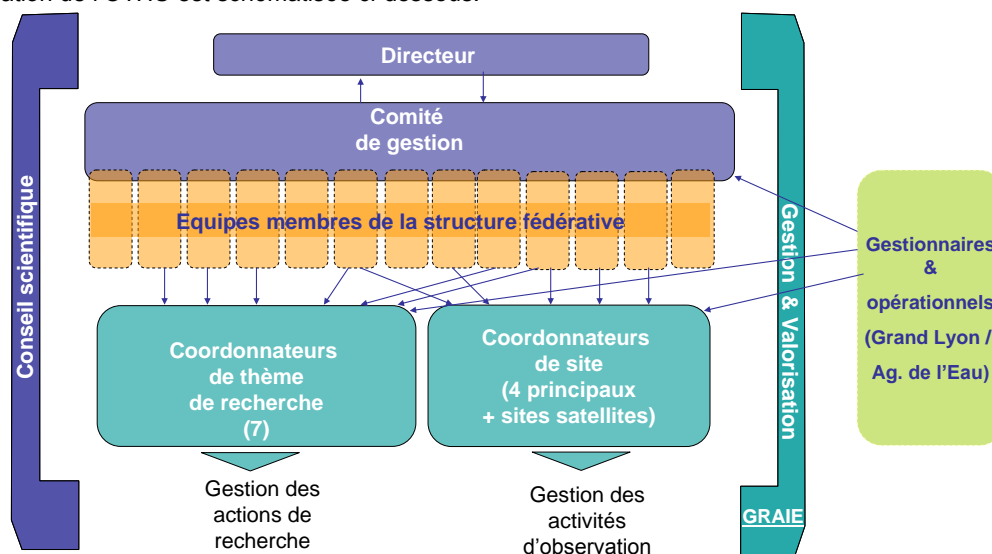 Directeur
Comité
de gestion
Equipes membres de la structure fédérative
Conseil scientifique
Coordonnateurs
de thème
de recherche
(7)
Coordonnateurs
de site
(4 principaux
+ sites satellites)
Gestion & Valorisation
GRAIE
Gestionnaires
&
opérationnels
(Grand Lyon /
Ag. de l'Eau)
Gestion des
actions de
recherche
Gestion des
activités
d'observation